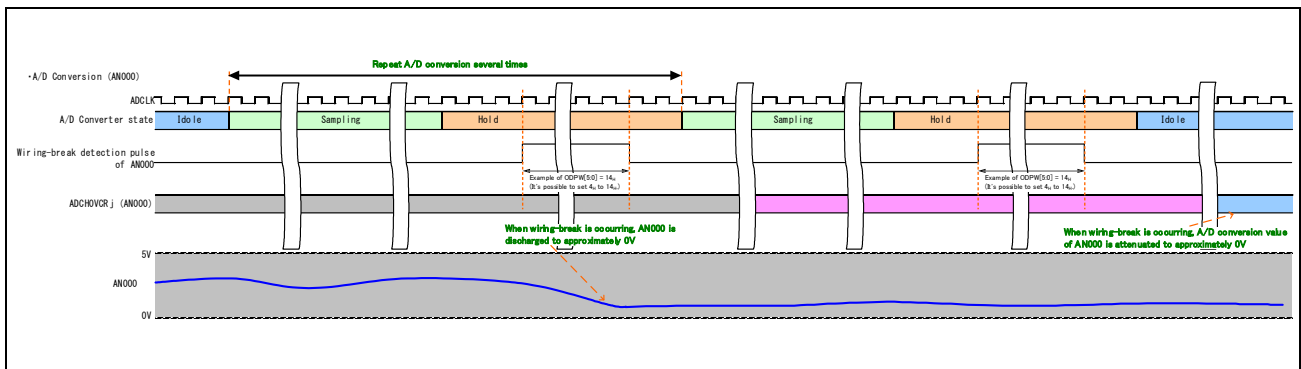 Repeat A/D conversion several times
・A/D Conversion (AN000)
ADCLK
A/D Converter state
Idole
Sampling
Hold
Sampling
Hold
Idole
Wiring-break detection pulse
of AN000
Example of ODPW[5:0] = 14H
(It's possible to set 4H to 14H.)
Example of ODPW[5:0] = 14H
(It's possible to set 4H to 14H.)
ADCHOVCRj (AN000)
When wiring-break is ocurring, AN000 is
discharged to approximately 0V
When wiring-break is ocurring, A/D conversion value
of AN000 is attenuated to approximately 0V
5V
AN000
0V